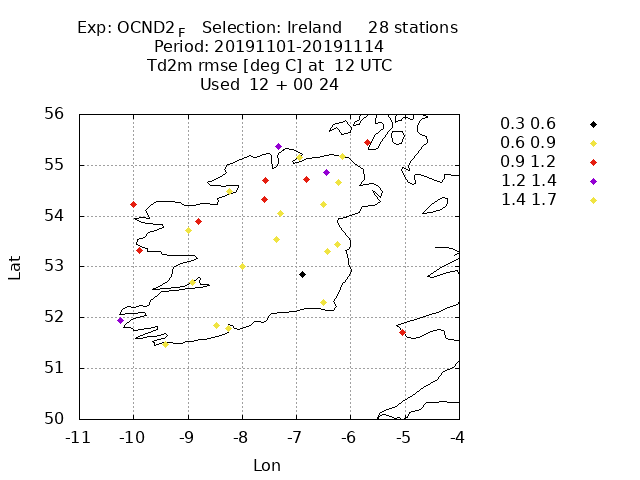 Exp: OCND2 F   Selection: Ireland     28 stations
Period: 20191101-20191114
Td2m rmse [deg C] at  12 UTC
Used  12 + 00 24
0.3 0.6
0.6 0.9
0.9 1.2
1.2 1.4
1.4 1.7
56
55
54
53
52
51
50
Lat
-11 -10 -9 -8 -7 -6 -5 -4
Lon